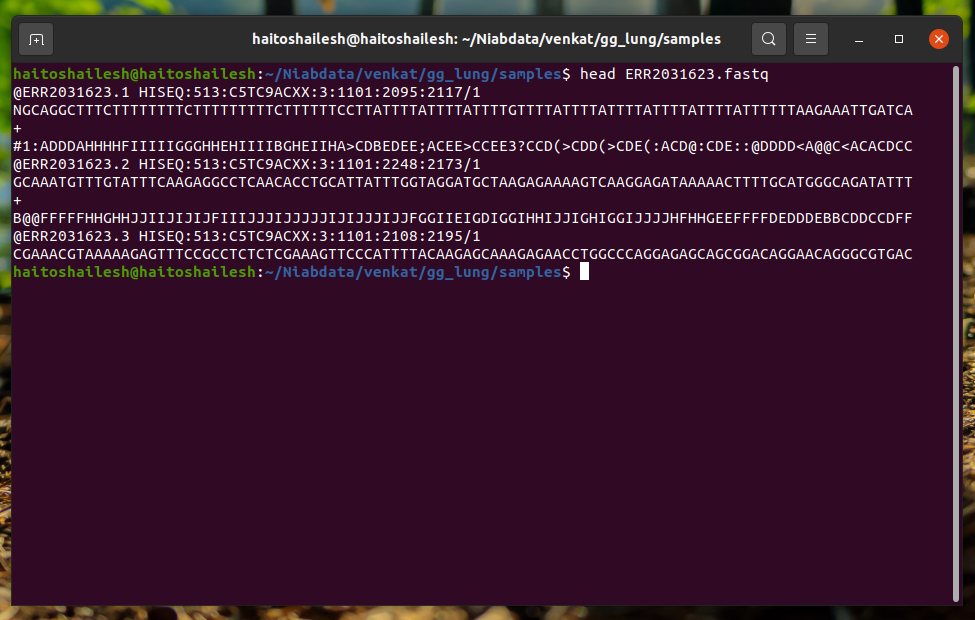 haitoshailesh@haitoshailesh: ~/Niabdata/venkat/gg_lung/samples
haitoshailesh@haitoshailesh:~/Niabdata/venkat/gg_lung/samples$ head ERR2031623.fastq
@ERR2031623.1 HISEQ:513:C5TC9ACXX:3:1101:2095:2117/1
NGCAGGCTTTCTTTTTTTTCTTTTTTTTTCTTTTTTCCTTATTTTATTTTATTTTGTTTTATTTTATTTTATTTTATTTTATTTTATTTTTTAAGAAATTGATCA
+
#1:ADDDAHHHHFIIIIIGGGHHEHIIIIBGHEIIHA>CDBEDEE;ACEE>CCEE3?CCD(>CDD(>CDE(:ACD@:CDE::@DDDD<A@@C<ACACDCC
@ERR2031623.2 HISEQ:513:C5TC9ACXX:3:1101:2248:2173/1
GCAAATGTTTGTATTTCAAGAGGCCTCAACACCTGCATTATTTGGTAGGATGCTAAGAGAAAAGTCAAGGAGATAAAAACTTTTGCATGGGCAGATATTT
+
B@@FFFFFHHGHHJJIIJIJIJFIIIJJJIJJJJJIJIJJJIJJFGGIIEIGDIGGIHHIJJIGHIGGIJJJJHFHHGEEFFFFDEDDDEBBCDDCCDFF
@ERR2031623.3 HISEQ:513:C5TC9ACXX:3:1101:2108:2195/1
CGAAACGTAAAAAGAGTTTCCGCCTCTCTCGAAAGTTCCCATTTTACAAGAGCAAAGAGAACCTGGCCCAGGAGAGCAGCGGACAGGAACAGGGCGTGAC
haitoshailesh@haitoshailesh:~/Niabdata/venkat/gg_lung/samples$